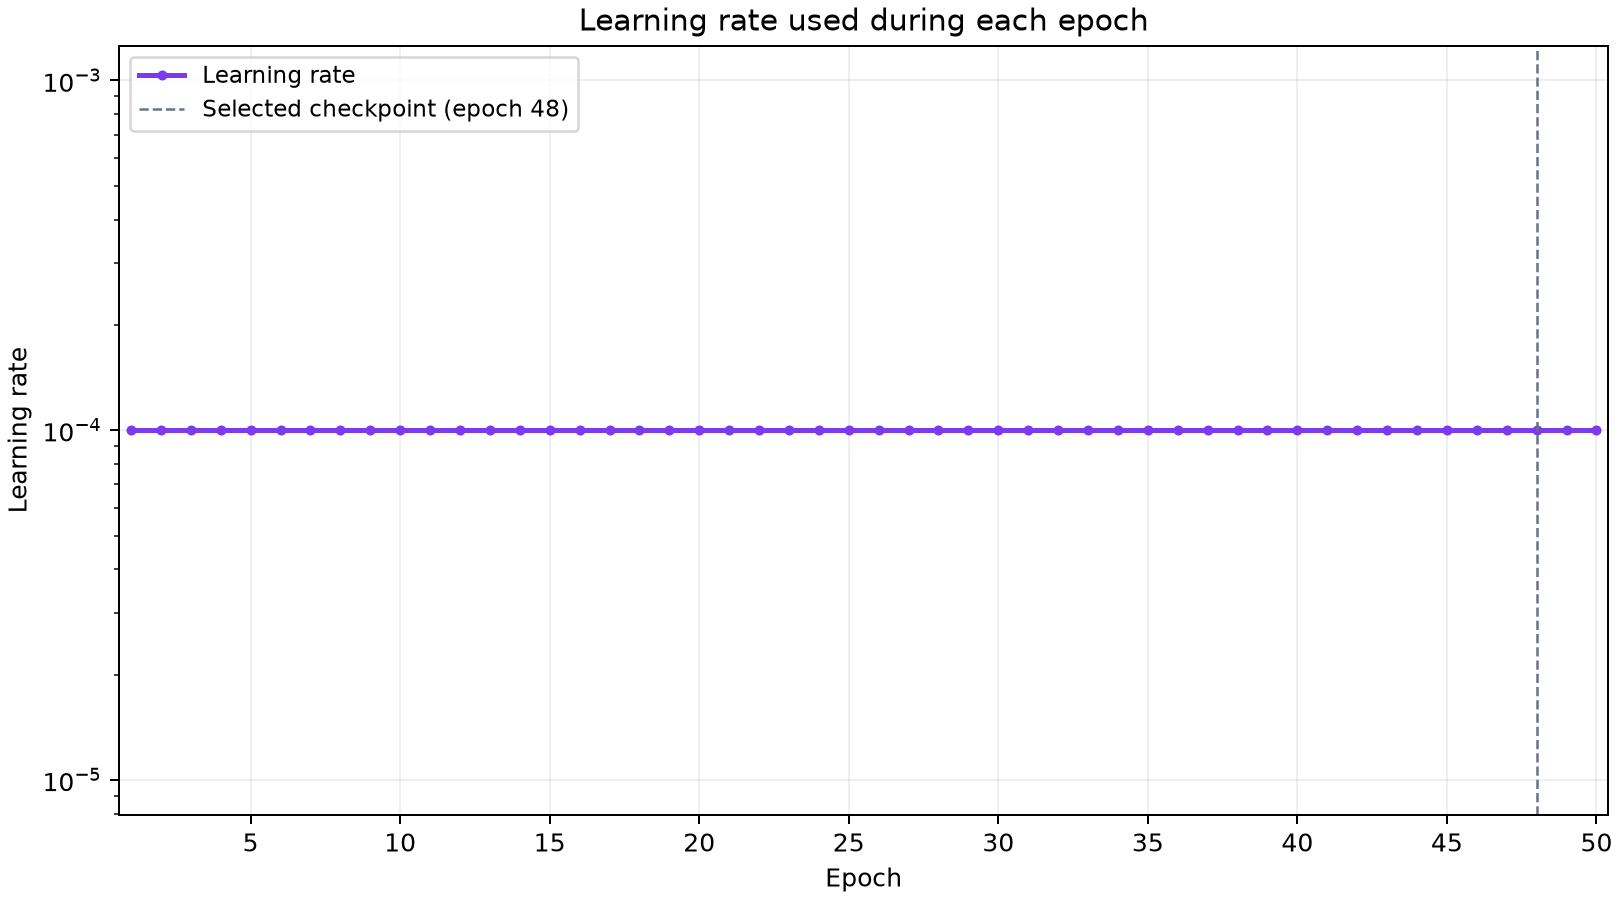 Learning rate used during each epoch
Learning rate
Selected checkpoint (epoch 48)
Learning rate
10⁻³
10⁻⁴
10⁻⁵
5 10 15 20 25 30 35 40 45 50
Epoch